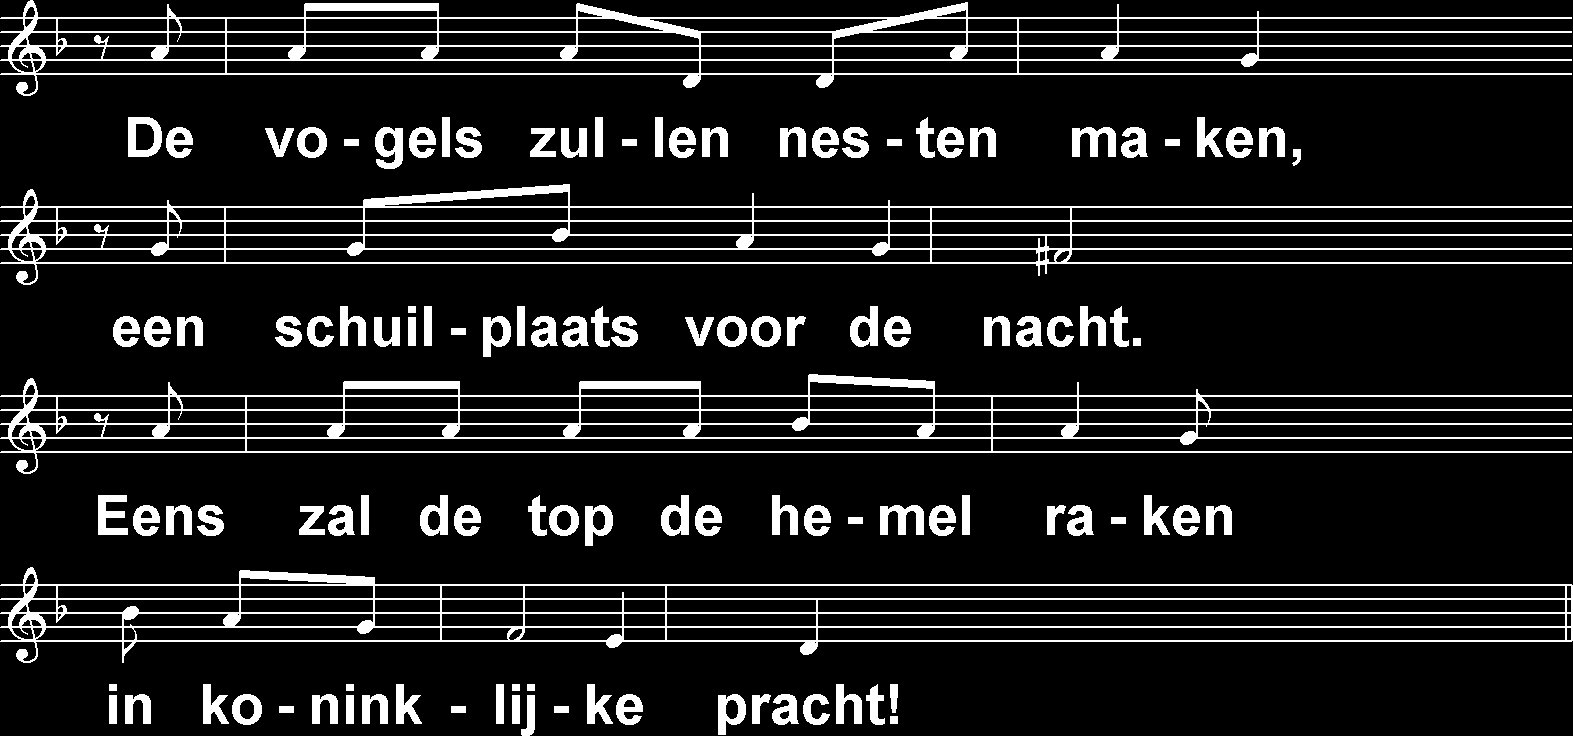 De vo - gels zul - len nes - ten ma - ken,
een schuil - plaats voor de nacht.
Eens zal de top de he - mel ra - ken
in ko - nink - lij - ke pracht!